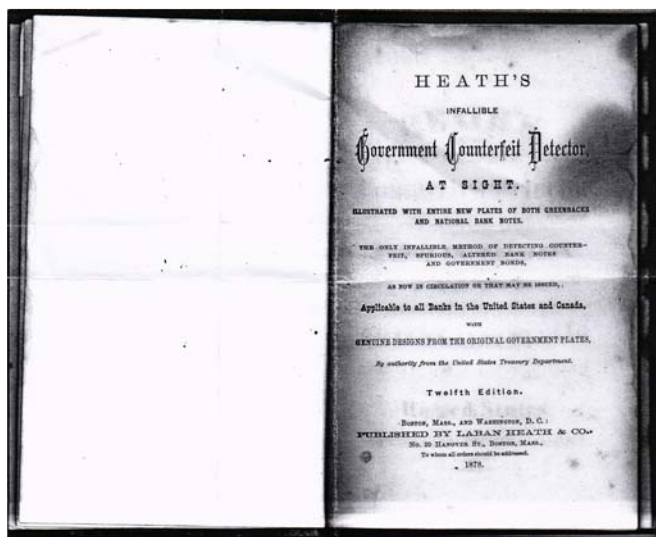 HEATH'S
INFALLIBLE
Government Counterfeit Detector,
AT SIGHT.
ILLUSTRATED WITH ENTIRE NEW PLATES OF BOTH GREENBACKS
AND NATIONAL BANK NOTES.
THE ONLY INFALLIBLE METHOD OF DETECTING COUNTER-
FEIT, SPURIOUS, ALTERED BANK NOTES
AND GOVERNMENT BONDS,
AS NOW IN CIRCULATION OR THAT MAY BE ISSUED,
Applicable to all Banks in the United States and Canada,
WITH
GENUINE DESIGNS FROM THE ORIGINAL GOVERNMENT PLATES,
By authority from the United States Treasury Department.
Twelfth Edition.
BOSTON, MASS., AND WASHINGTON, D. C.:
PUBLISHED BY LABAN HEATH & CO.,
No. 20 HANOVER ST., BOSTON, MASS.,
To whom all orders should be addressed.
1878.